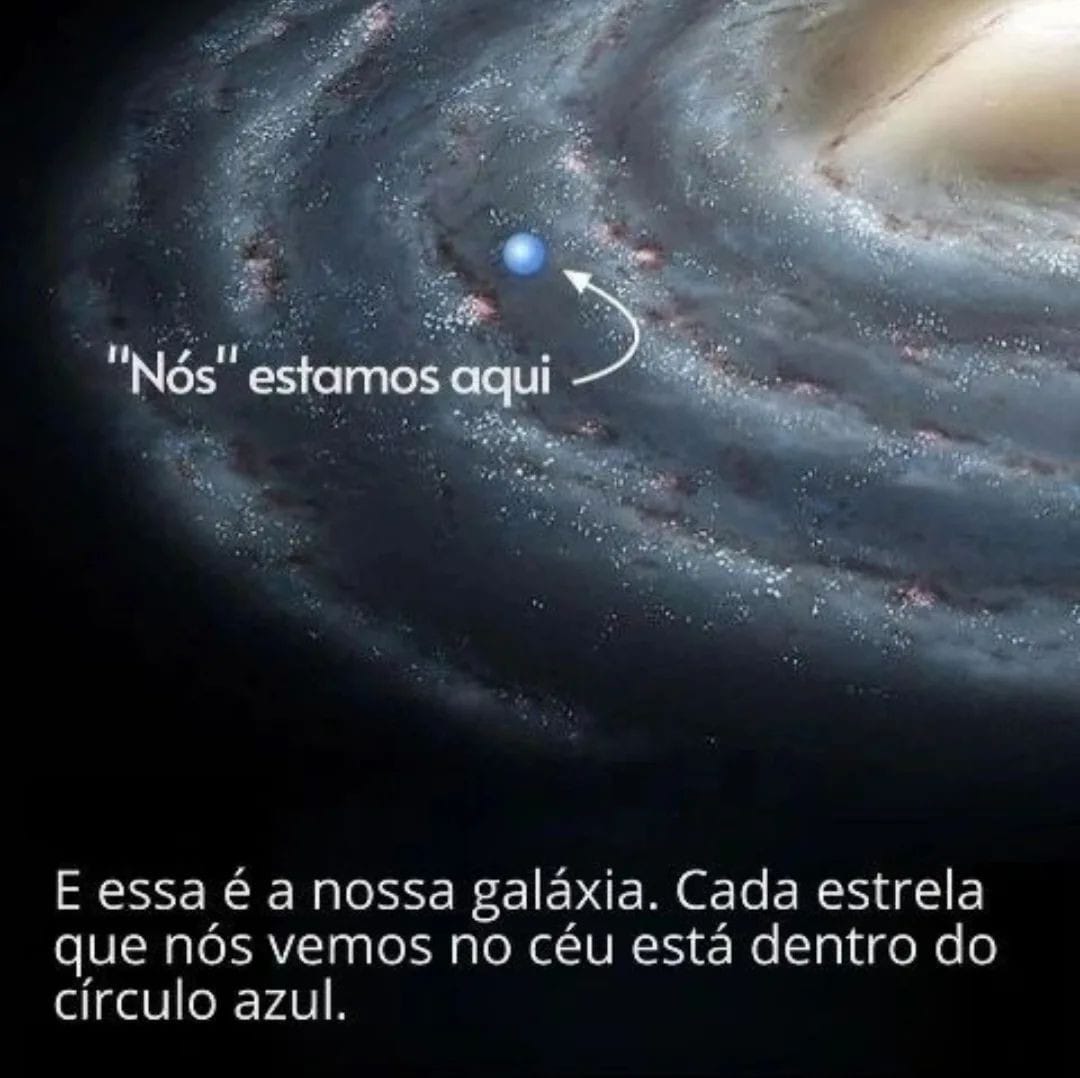 "Nós" estamos aqui
E essa é a nossa galáxia. Cada estrela
que nós vemos no céu está dentro do
círculo azul.